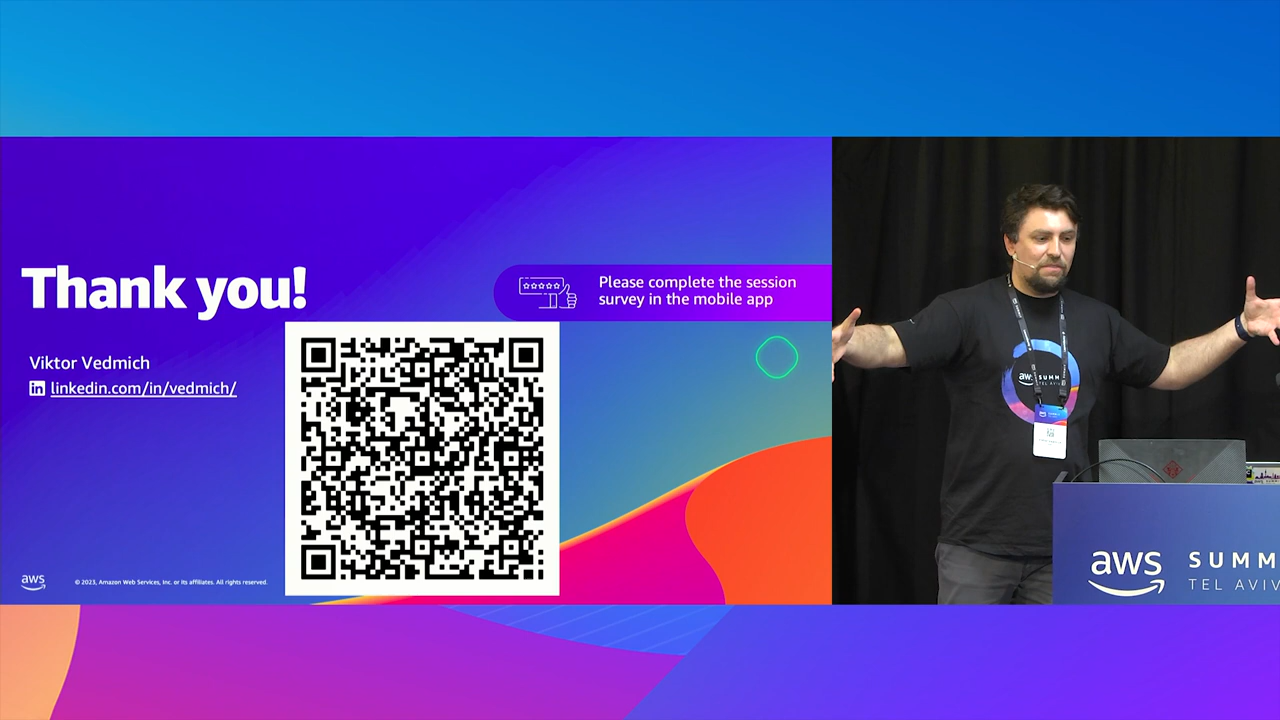 Thank you!
Please complete the session
survey in the mobile app
Viktor Vedmich
in linkedin.com/in/vedmich/
aws
© 2023, Amazon Web Services, Inc. or its affiliates. All rights reserved.
aws SUMM
TEL AVIV
aws SUMM
TEL AVIV